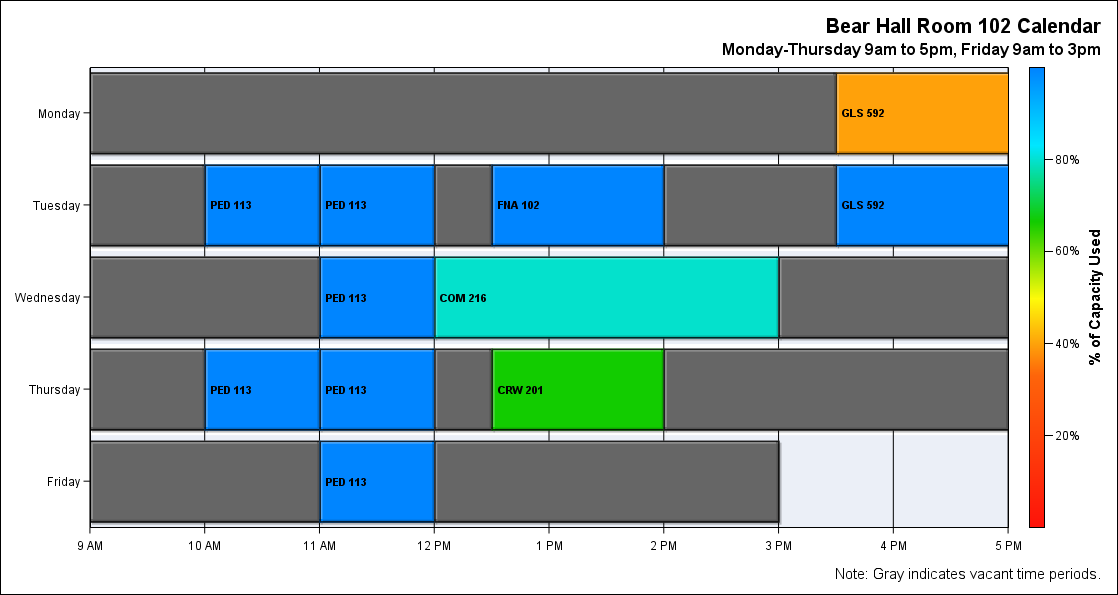 Bear Hall Room 102 Calendar
Monday-Thursday 9am to 5pm, Friday 9am to 3pm
Monday
GLS 592
Tuesday
PED 113
PED 113
FNA 102
GLS 592
Wednesday
PED 113
COM 216
Thursday
PED 113
PED 113
CRW 201
Friday
PED 113
9 AM
10 AM
11 AM
12 PM
1 PM
2 PM
3 PM
4 PM
5 PM
80%
60%
40%
20%
% of Capacity Used
Note: Gray indicates vacant time periods.